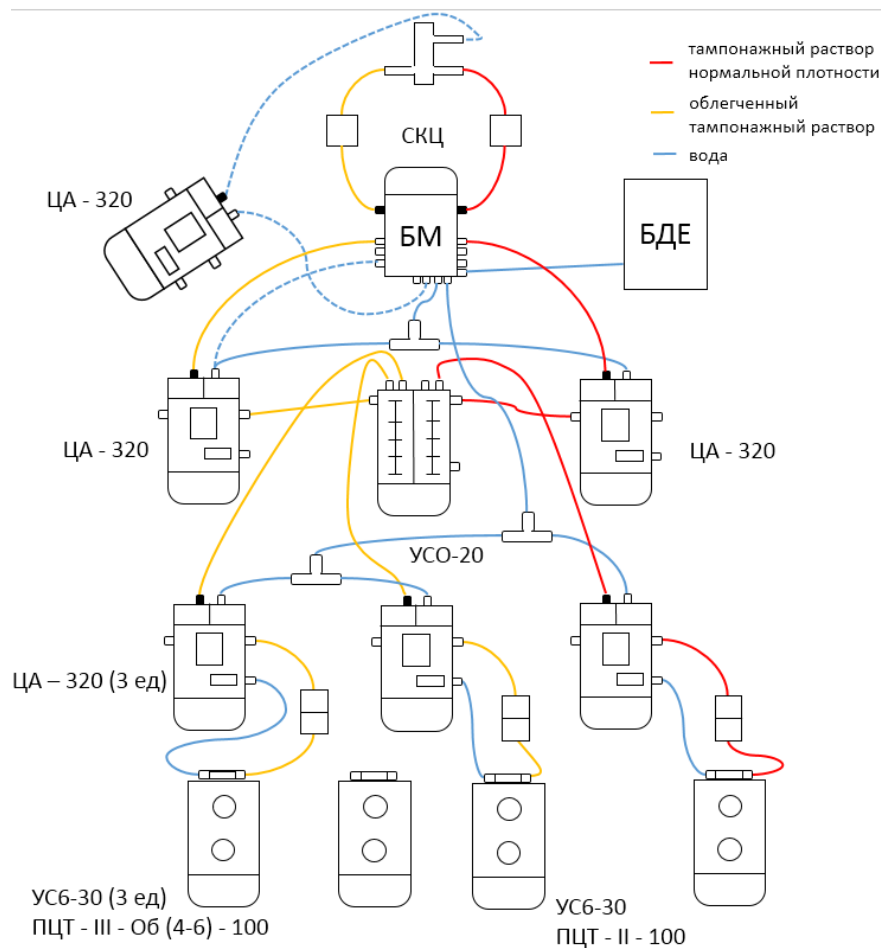 тампонажный раствор
нормальной плотности
облегченный
тампонажный раствор
вода
СКЦ
ЦА - 320
БМ
БДЕ
ЦА - 320
ЦА - 320
УСО-20
ЦА – 320 (3 ед)
УС6-30 (3 ед)
ПЦТ - III - Об (4-6) - 100
УС6-30
ПЦТ - II - 100